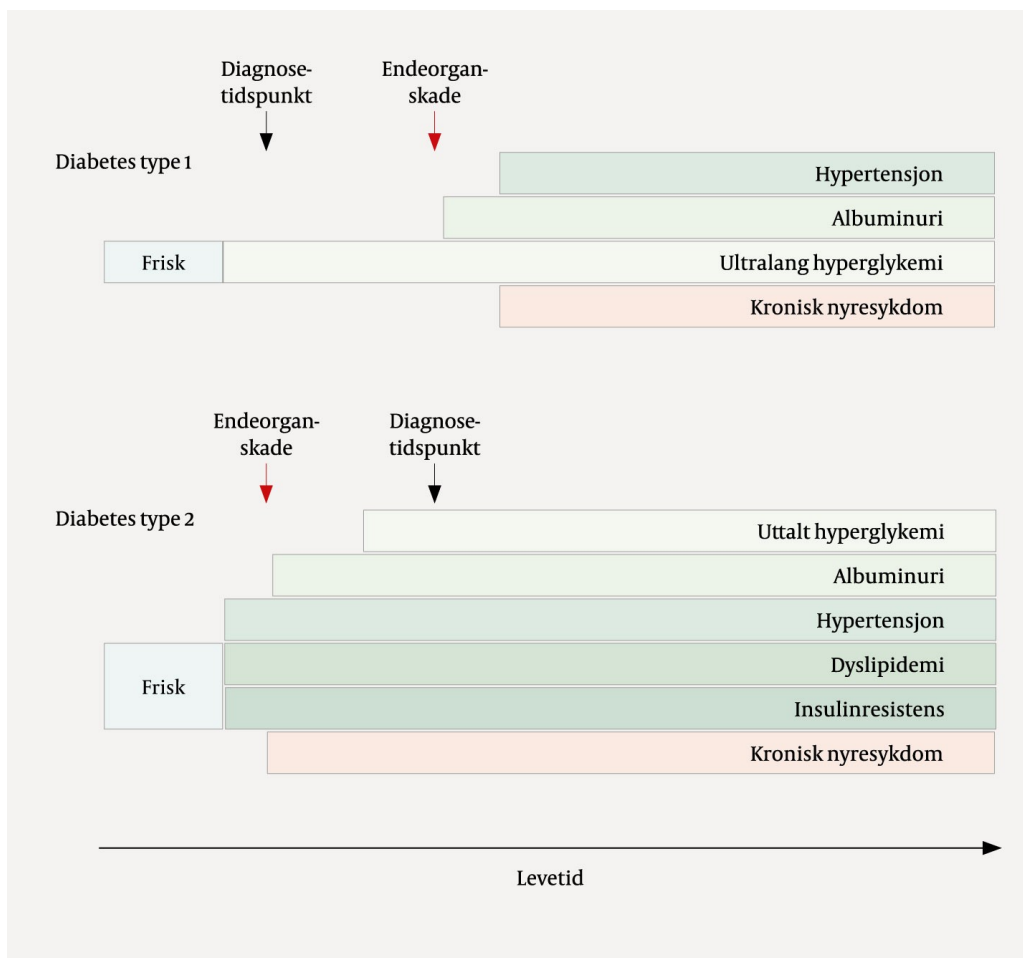 Diagnose-
tidspunkt
Endeorgan-
skade
Diabetes type 1
Hypertensjon
Albuminuri
Frisk
Ultralang hyperglykemi
Kronisk nyresykdom
Endeorgan-
skade
Diagnose-
tidspunkt
Diabetes type 2
Uttalt hyperglykemi
Albuminuri
Hypertensjon
Dyslipidemi
Frisk
Insulinresistens
Kronisk nyresykdom
Levetid